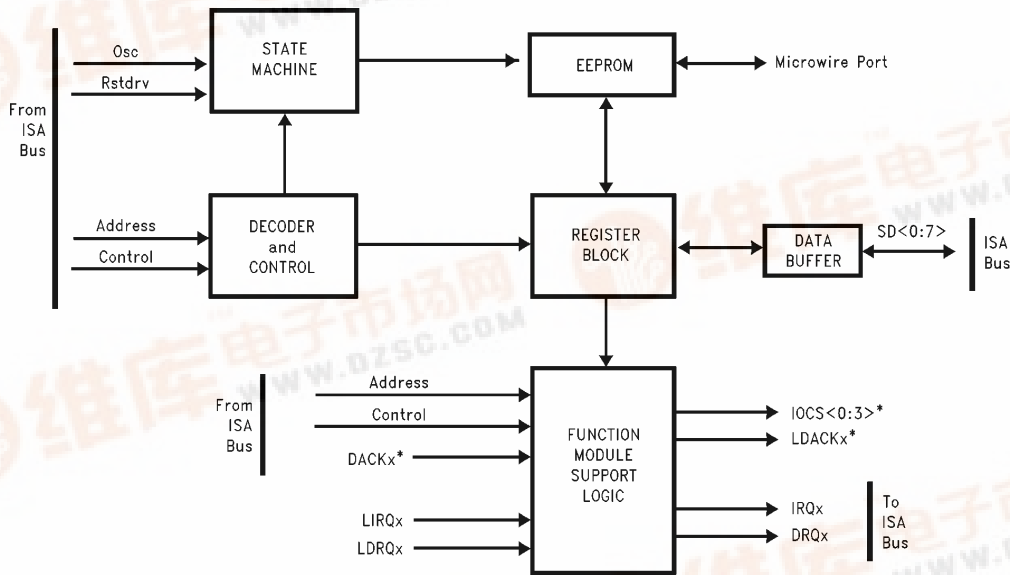 STATE
MACHINE
EEPROM
Microwire Port
Osc
Rstdrv
From
ISA
Bus
Address
Control
DECODER
and
CONTROL
REGISTER
BLOCK
DATA
BUFFER
SD<0:7>
ISA
Bus
From
ISA
Bus
Address
Control
DACKx*
LIRQx
LDRQx
FUNCTION
MODULE
SUPPORT
LOGIC
IOCS<0:3>*
LDACKx*
IRQx
DRQx
To
ISA
Bus
维库电子市场网
WWW.DZSC.COM